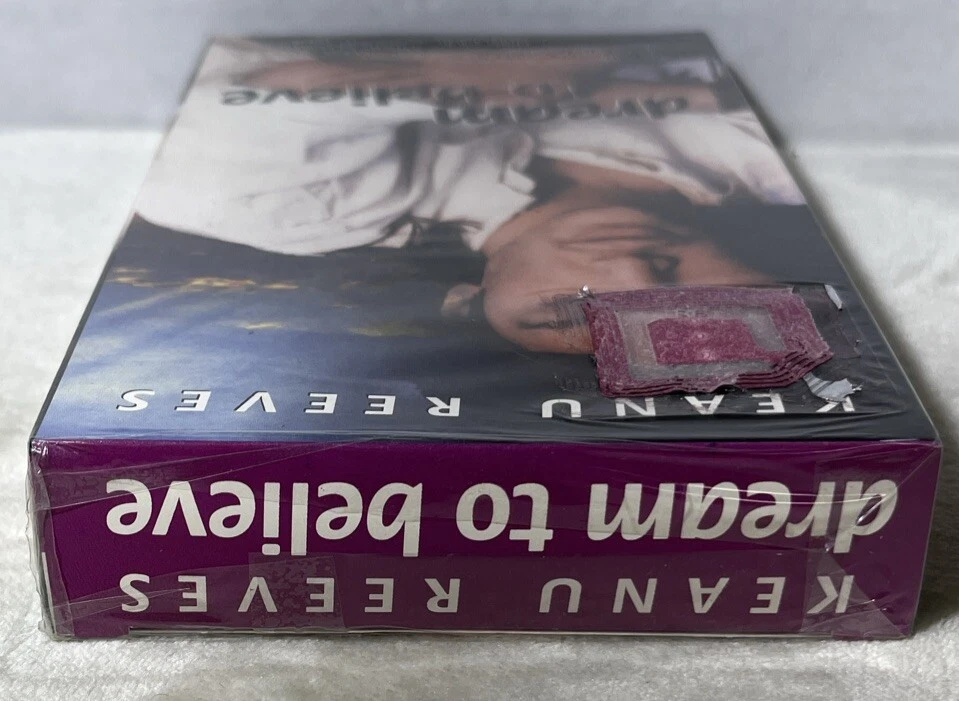 KEANU REEVES
dream to believe
KEANU REEVES
dream
to believe